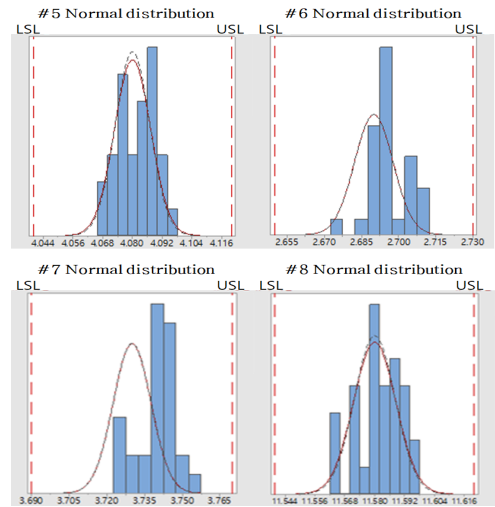 #5 Normal distribution
LSL USL
4.044 4.056 4.068 4.080 4.092 4.104 4.116
#6 Normal distribution
LSL USL
2.655 2.670 2.685 2.700 2.715 2.730
#7 Normal distribution
LSL USL
3.690 3.705 3.720 3.735 3.750 3.765
#8 Normal distribution
LSL USL
11.544 11.556 11.568 11.580 11.592 11.604 11.616